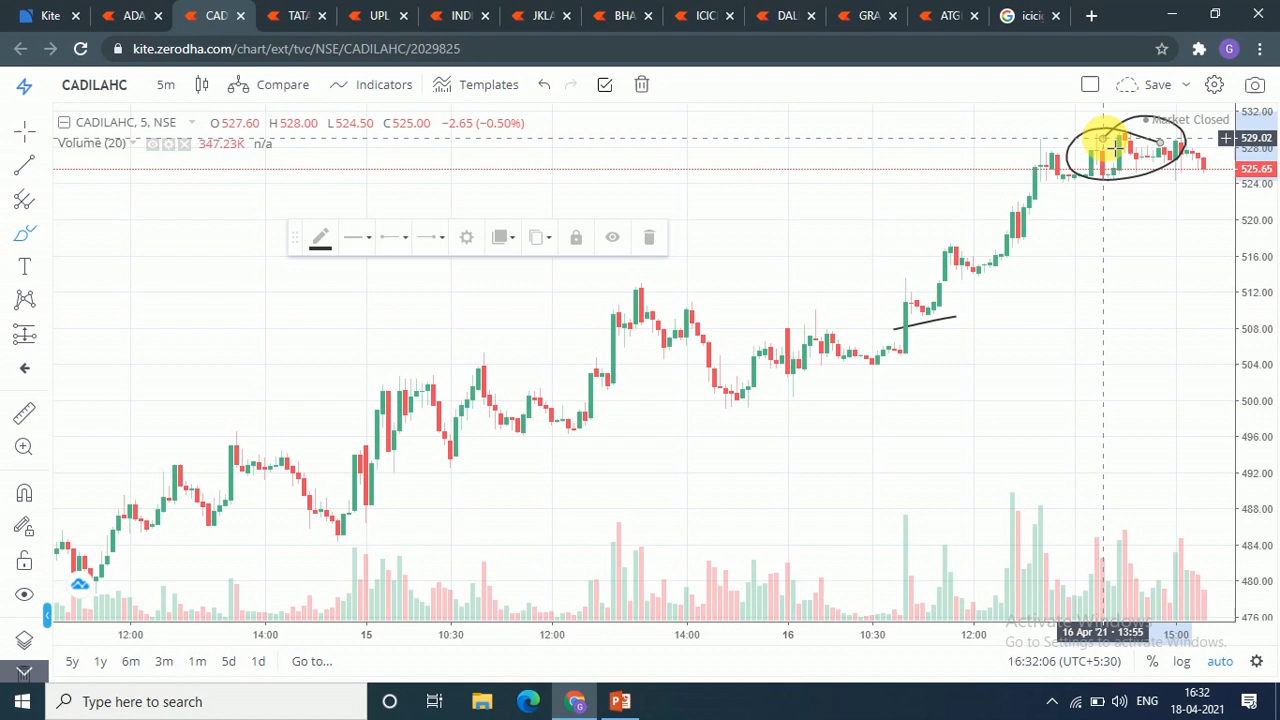 Kite
ADA
CAD
TATA
UPL
INDI
JKLA
BHA
ICIC
DAL
GRA
ATG
icicig
kite.zerodha.com/chart/ext/tvc/NSE/CADILAHC/2029825
G
CADILAHC
5m
Compare
Indicators
Templates
Save
CADILAHC, 5, NSE
O527.60 H528.00 L524.50 C525.00 -2.65 (-0.50%)
Volume (20)
347.23K n/a
Market Closed
532.00
529.02
528.00
525.65
524.00
520.00
516.00
512.00
508.00
504.00
500.00
496.00
492.00
488.00
484.00
480.00
476.00
12:00
14:00
15
10:30
12:00
14:00
16
10:30
12:00
16 Apr '21 · 13:55
15:00
Activate Windows
Go to Settings to activate Windows.
5y 1y 6m 3m 1m 5d 1d Go to...
16:32:06 (UTC+5:30) % log auto
Type here to search
ENG
16:32
18-04-2021